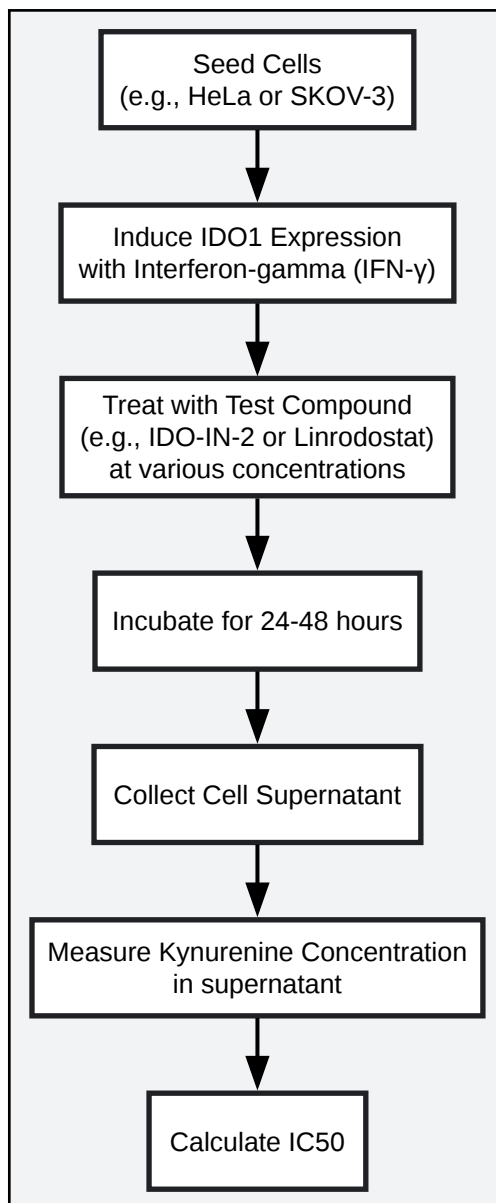 Seed Cells
(e.g., HeLa or SKOV-3)
Induce IDO1 Expression
with Interferon-gamma (IFN-γ)
Treat with Test Compound
(e.g., IDO-IN-2 or Linrodostat)
at various concentrations
Incubate for 24-48 hours
Collect Cell Supernatant
Measure Kynurenine Concentration
in supernatant
Calculate IC50